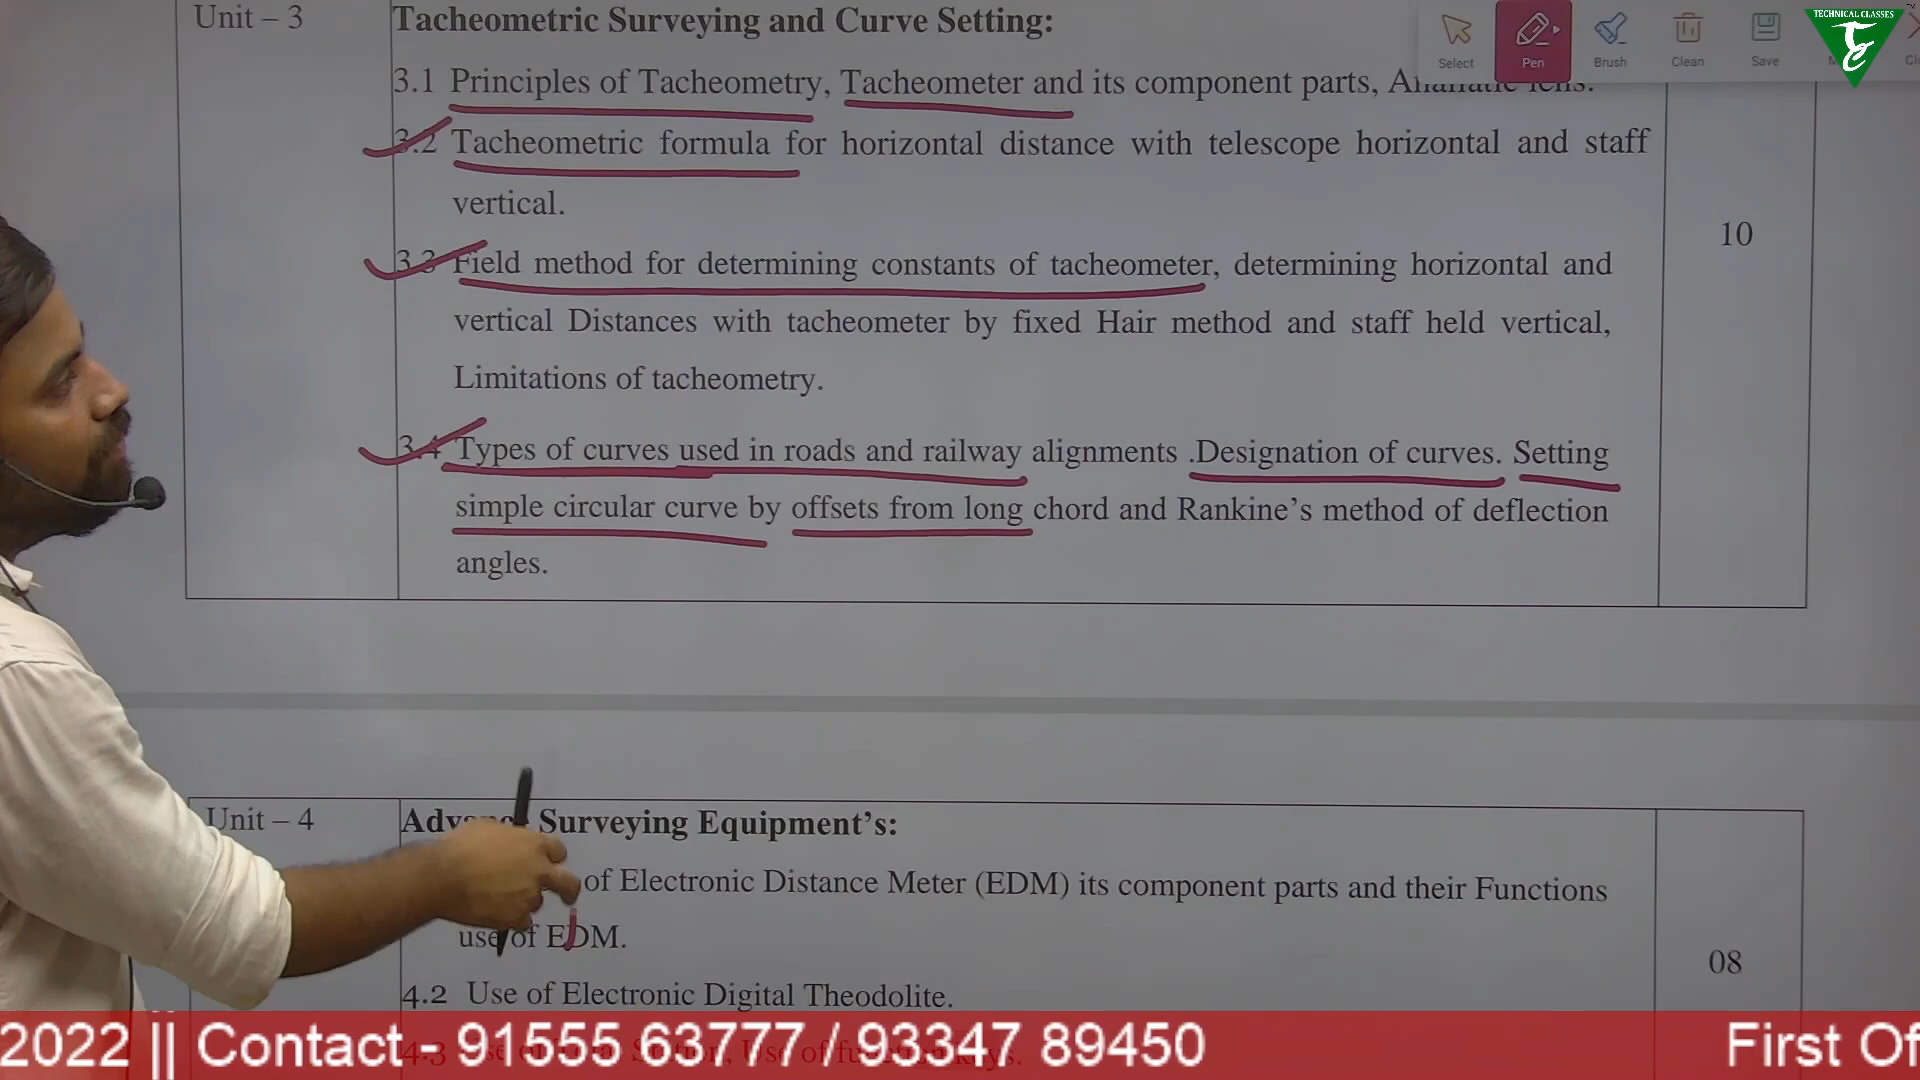 TECHNICAL CLASSES
Select Pen Brush Clean Save
Unit – 3
Tacheometric Surveying and Curve Setting:
3.1 Principles of Tacheometry, Tacheometer and its component parts, Anallatic lens.
3.2 Tacheometric formula for horizontal distance with telescope horizontal and staff
vertical.
10
3.3 Field method for determining constants of tacheometer, determining horizontal and
vertical Distances with tacheometer by fixed Hair method and staff held vertical,
Limitations of tacheometry.
3.4 Types of curves used in roads and railway alignments .Designation of curves. Setting
simple circular curve by offsets from long chord and Rankine’s method of deflection
angles.
Unit – 4
Surveying Equipment’s:
of Electronic Distance Meter (EDM) its component parts and their Functions
use of EDM.
08
4.2 Use of Electronic Digital Theodolite.
2022 || Contact - 91555 63777 / 93347 89450 First Of